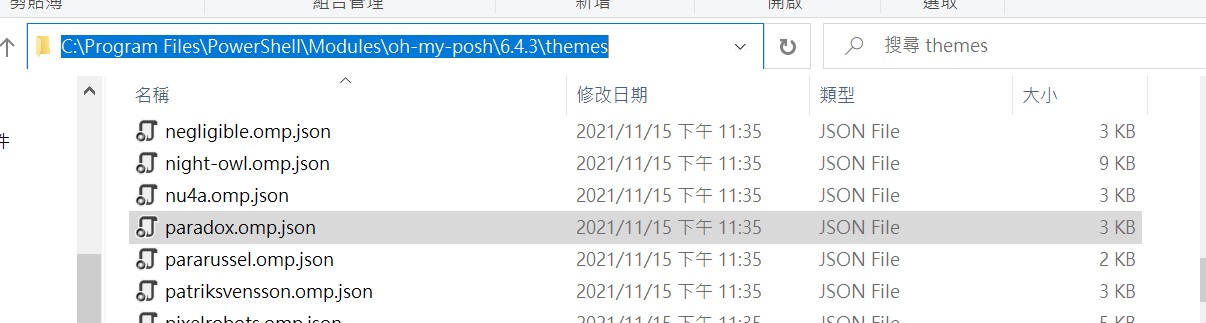 剪貼簿 組合管理 新增 開啟 選取
C:\Program Files\PowerShell\Modules\oh-my-posh\6.4.3\themes 搜尋 themes
名稱 修改日期 類型 大小
件
negligible.omp.json 2021/11/15 下午 11:35 JSON File 3 KB
night-owl.omp.json 2021/11/15 下午 11:35 JSON File 9 KB
nu4a.omp.json 2021/11/15 下午 11:35 JSON File 3 KB
paradox.omp.json 2021/11/15 下午 11:35 JSON File 3 KB
pararussel.omp.json 2021/11/15 下午 11:35 JSON File 2 KB
patriksvensson.omp.json 2021/11/15 下午 11:35 JSON File 3 KB
pixelrobots.omp.json 2021/11/15 下午 11:35 JSON File 5 KB